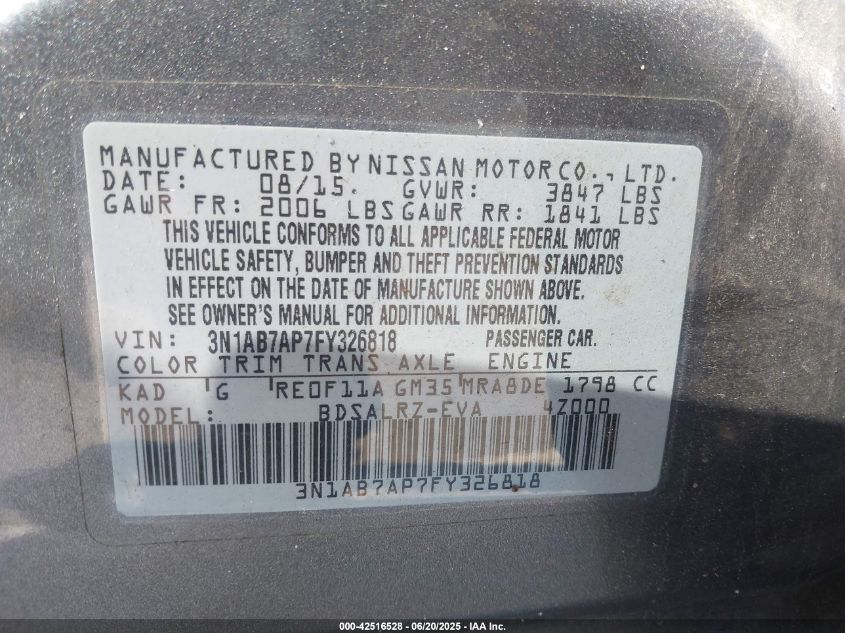 MANUFACTURED BY NISSAN MOTOR CO., LTD.
DATE: 08/15. GVWR: 3847 LBS
GAWR FR: 2006 LBS GAWR RR: 1841 LBS
THIS VEHICLE CONFORMS TO ALL APPLICABLE FEDERAL MOTOR
VEHICLE SAFETY, BUMPER AND THEFT PREVENTION STANDARDS
IN EFFECT ON THE DATE OF MANUFACTURE SHOWN ABOVE.
SEE OWNER'S MANUAL FOR ADDITIONAL INFORMATION.
VIN: 3N1AB7AP7FY326818 PASSENGER CAR.
COLOR TRIM TRANS AXLE ENGINE
KAD G RE0F11A GM35 MRA8DE 1798 CC
MODEL: BDSALRZ-EVA 4Z000
3N1AB7AP7FY326818
000-42516528 | 06/20/2025 - IAA Inc.